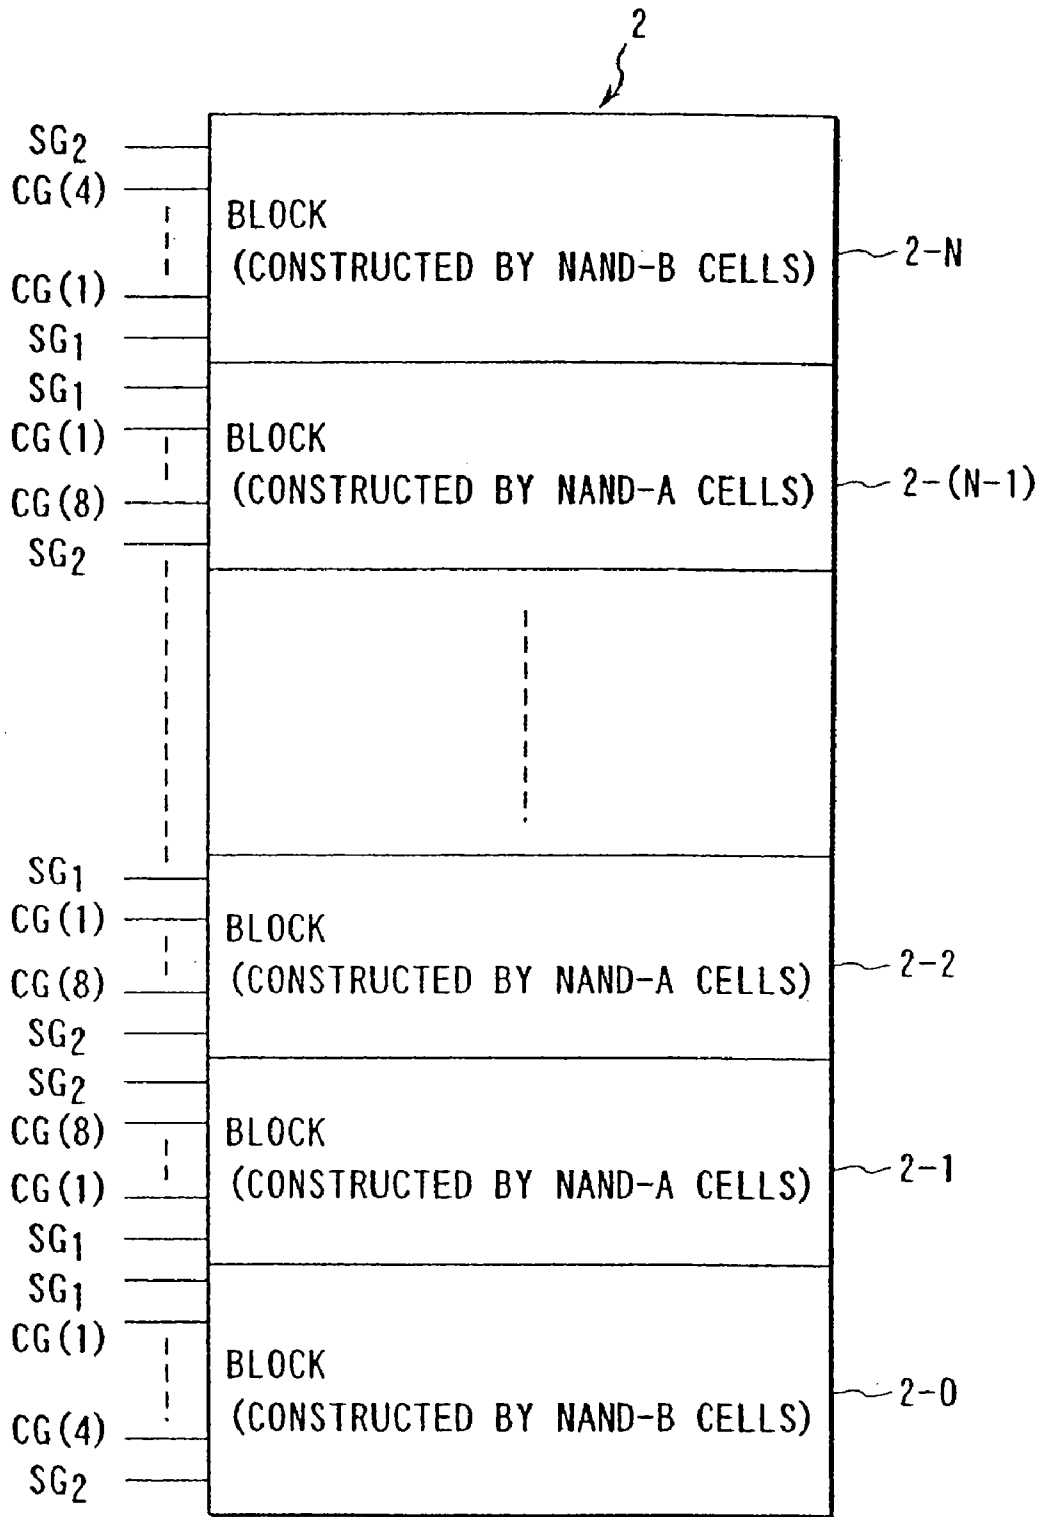 2
SG2
CG(4)
BLOCK
(CONSTRUCTED BY NAND-B CELLS)
2-N
CG(1)
SG1
SG1
CG(1)
BLOCK
(CONSTRUCTED BY NAND-A CELLS)
2-(N-1)
CG(8)
SG2
SG1
CG(1)
BLOCK
(CONSTRUCTED BY NAND-A CELLS)
2-2
CG(8)
SG2
SG2
CG(8)
BLOCK
(CONSTRUCTED BY NAND-A CELLS)
2-1
CG(1)
SG1
SG1
CG(1)
BLOCK
(CONSTRUCTED BY NAND-B CELLS)
2-0
CG(4)
SG2